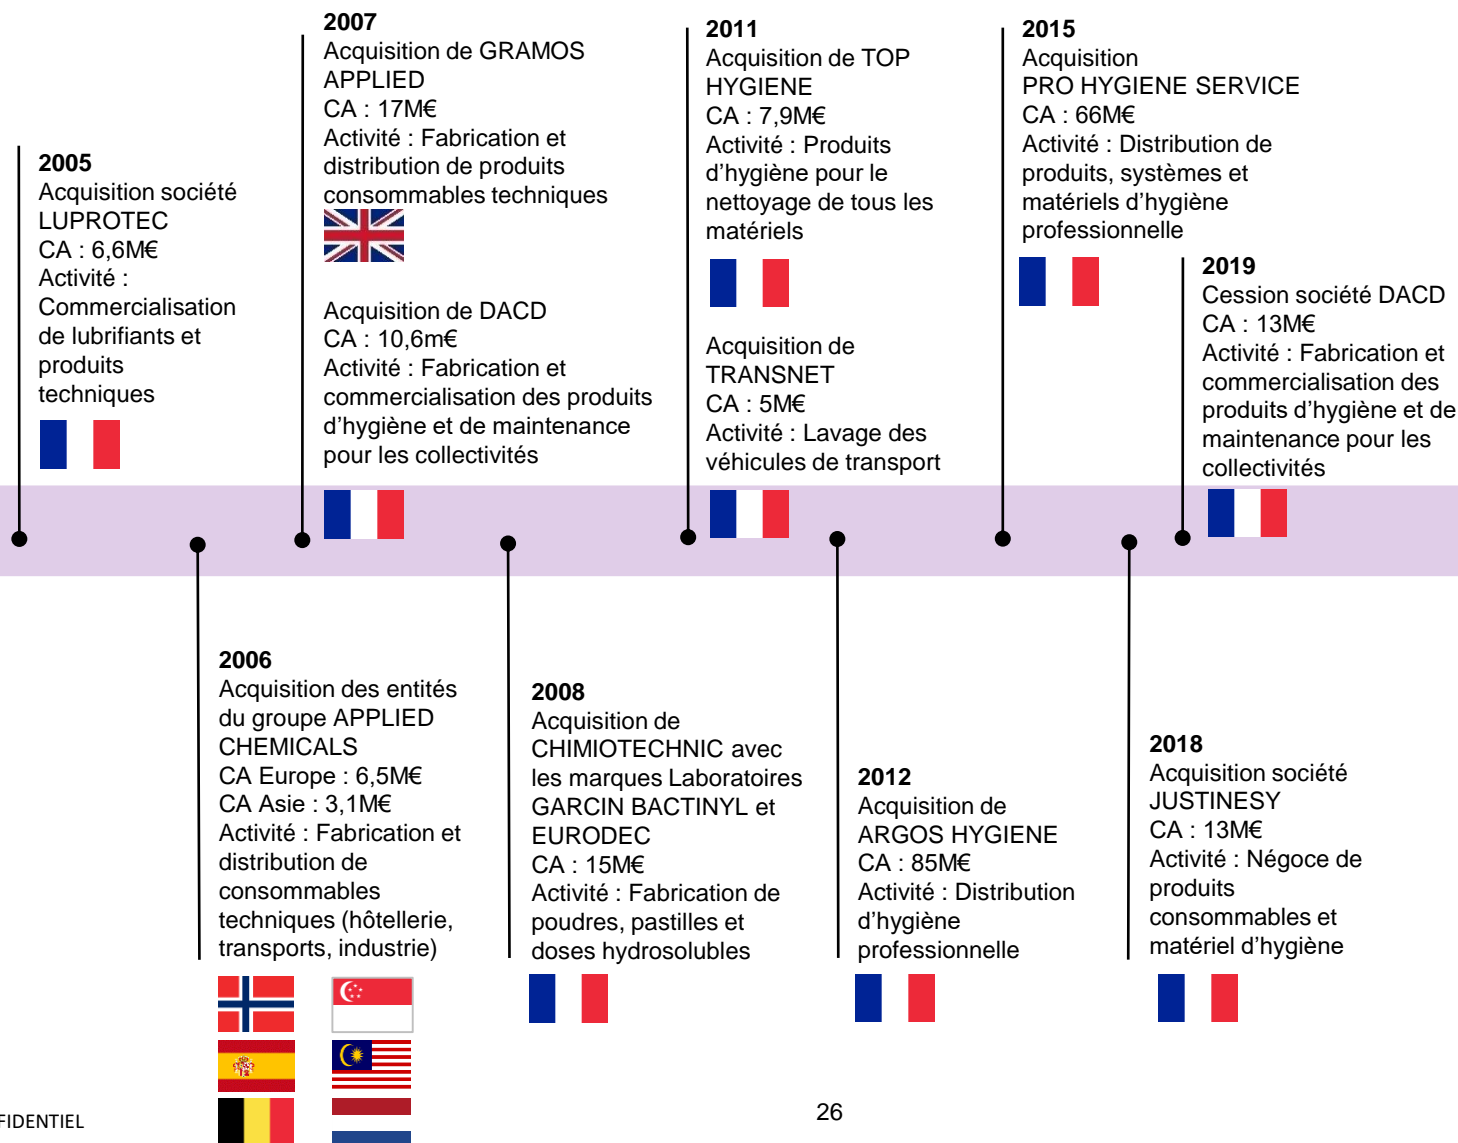 2005
Acquisition société
LUPROTEC
CA : 6,6M€
Activité :
Commercialisation
de lubrifiants et
produits
techniques
2007
Acquisition de GRAMOS
APPLIED
CA : 17M€
Activité : Fabrication et
distribution de produits
consommables techniques
Acquisition de DACD
CA : 10,6m€
Activité : Fabrication et
commercialisation des produits
d’hygiène et de maintenance
pour les collectivités
2011
Acquisition de TOP
HYGIENE
CA : 7,9M€
Activité : Produits
d’hygiène pour le
nettoyage de tous les
matériels
Acquisition de
TRANSNET
CA : 5M€
Activité : Lavage des
véhicules de transport
2015
Acquisition
PRO HYGIENE SERVICE
CA : 66M€
Activité : Distribution de
produits, systèmes et
matériels d’hygiène
professionnelle
2019
Cession société DACD
CA : 13M€
Activité : Fabrication et
commercialisation des
produits d’hygiène et de
maintenance pour les
collectivités
2006
Acquisition des entités
du groupe APPLIED
CHEMICALS
CA Europe : 6,5M€
CA Asie : 3,1M€
Activité : Fabrication et
distribution de
consommables
techniques (hôtellerie,
transports, industrie)
2008
Acquisition de
CHIMIOTECHNIC avec
les marques Laboratoires
GARCIN BACTINYL et
EURODEC
CA : 15M€
Activité : Fabrication de
poudres, pastilles et
doses hydrosolubles
2012
Acquisition de
ARGOS HYGIENE
CA : 85M€
Activité : Distribution
d’hygiène
professionnelle
2018
Acquisition société
JUSTINESY
CA : 13M€
Activité : Négoce de
produits
consommables et
matériel d’hygiène
FIDENTIEL
26